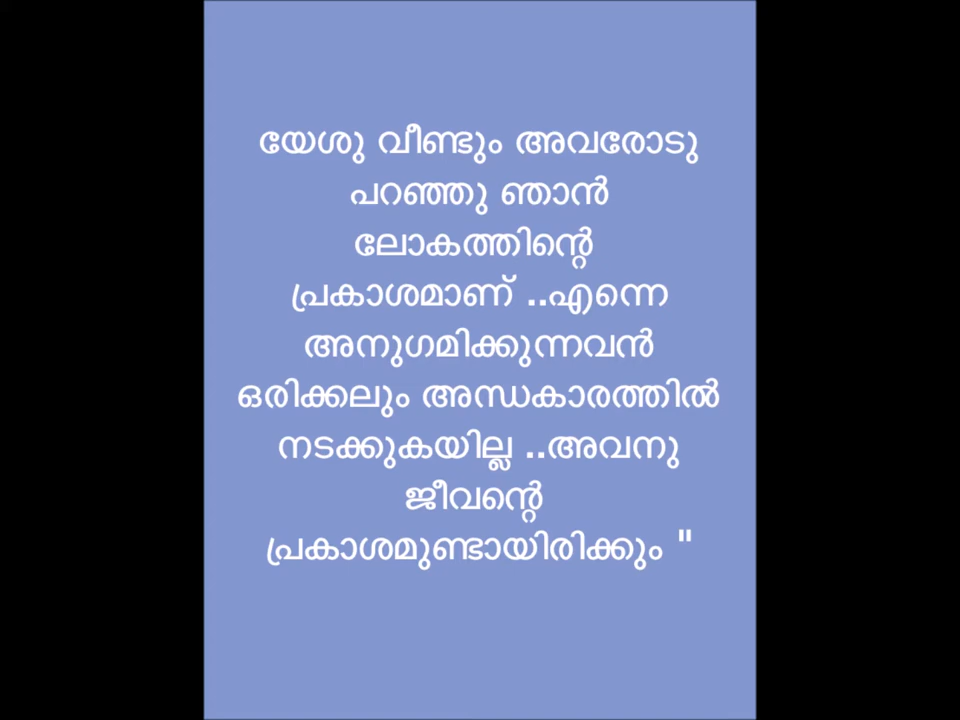 യേശു വീണ്ടും അവരോടു
പറഞ്ഞു ഞാൻ
ലോകത്തിന്റെ
പ്രകാശമാണ് ..എന്നെ
അനുഗമിക്കുന്നവൻ
ഒരിക്കലും അന്ധകാരത്തിൽ
നടക്കുകയില്ല ..അവനു
ജീവന്റെ
പ്രകാശമുണ്ടായിരിക്കും "